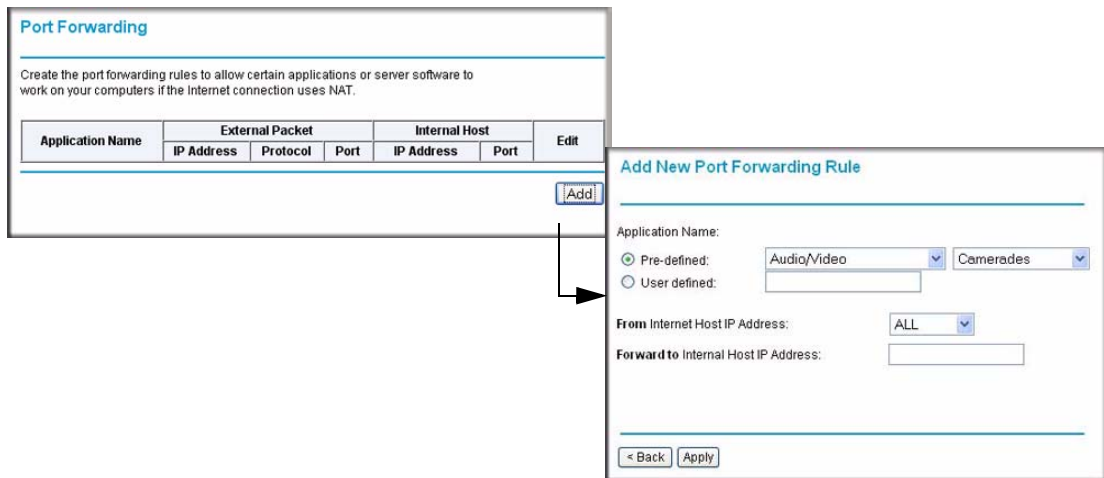 Port Forwarding
Create the port forwarding rules to allow certain applications or server software to
work on your computers if the Internet connection uses NAT.
Application Name External Packet Internal Host Edit
IP Address Protocol Port IP Address Port
Add
Add New Port Forwarding Rule
Application Name:
Pre-defined: Audio/Video Camerades
User defined:
From Internet Host IP Address: ALL
Forward to Internal Host IP Address:
< Back Apply